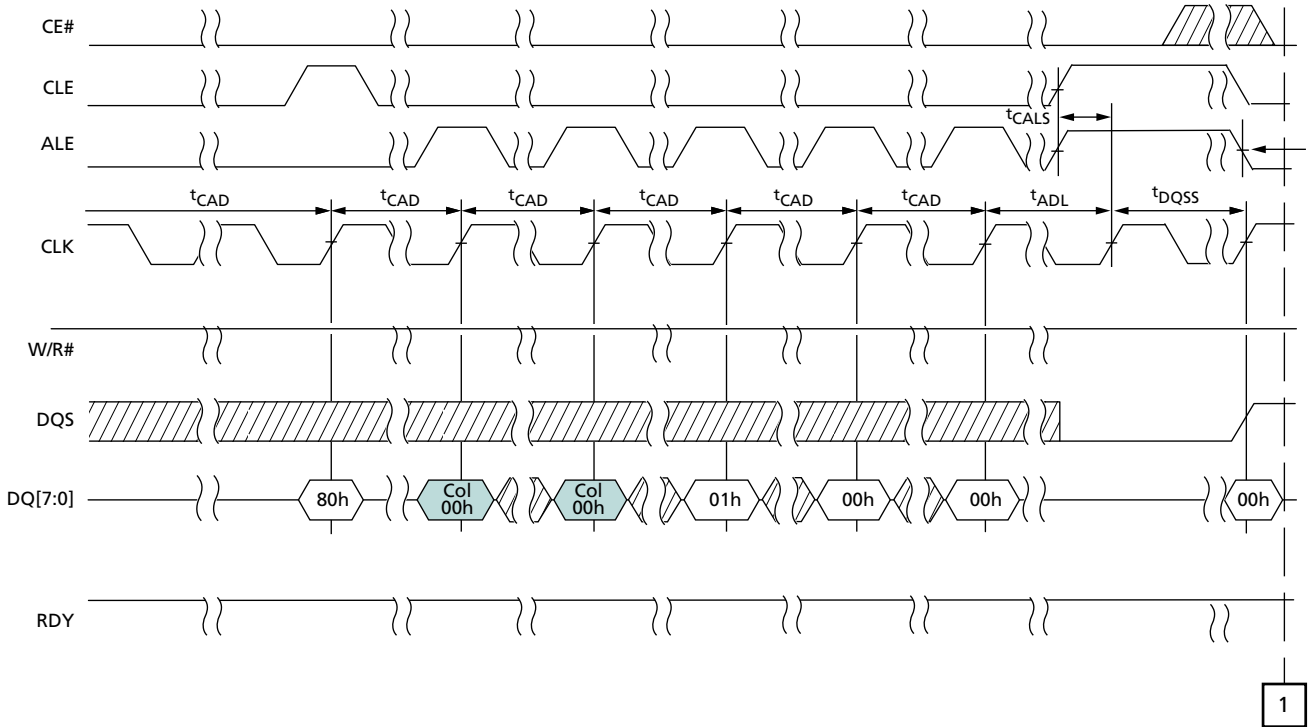 CE#
CLE
tCALS
ALE
tCAD tCAD tCAD tCAD tCAD tCAD tADL tDQSS
CLK
W/R#
DQS
DQ[7:0] 80h Col 00h Col 00h 01h 00h 00h 00h
RDY
1